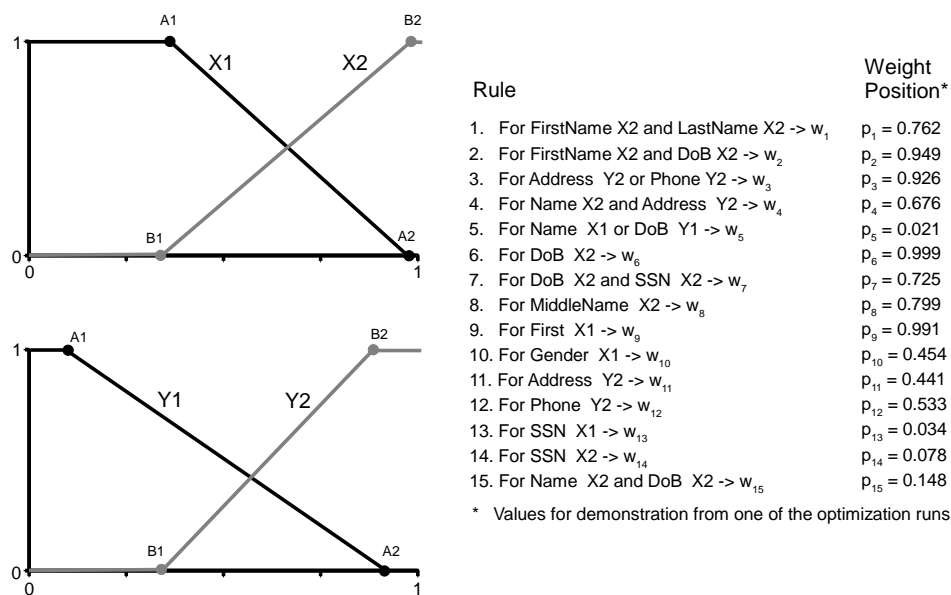 A1
B2
1
X1
X2
B1
A2
0
0
1
A1
B2
1
Y1
Y2
B1
A2
0
0
1
Rule
Weight
Position*
1. For FirstName X2 and LastName X2 -> w₁ p₁ = 0.762
2. For FirstName X2 and DoB X2 -> w₂ p₂ = 0.949
3. For Address Y2 or Phone Y2 -> w₃ p₃ = 0.926
4. For Name X2 and Address Y2 -> w₄ p₄ = 0.676
5. For Name X1 or DoB Y1 -> w₅ p₅ = 0.021
6. For DoB X2 -> w₆ p₆ = 0.999
7. For DoB X2 and SSN X2 -> w₇ p₇ = 0.725
8. For MiddleName X2 -> w₈ p₈ = 0.799
9. For First X1 -> w₉ p₉ = 0.991
10. For Gender X1 -> w₁₀ p₁₀ = 0.454
11. For Address Y2 -> w₁₁ p₁₁ = 0.441
12. For Phone Y2 -> w₁₂ p₁₂ = 0.533
13. For SSN X1 -> w₁₃ p₁₃ = 0.034
14. For SSN X2 -> w₁₄ p₁₄ = 0.078
15. For Name X2 and DoB X2 -> w₁₅ p₁₅ = 0.148
* Values for demonstration from one of the optimization runs